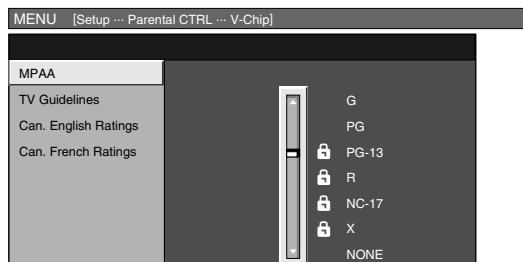 MENU [Setup ··· Parental CTRL ··· V-Chip]
MPAA
TV Guidelines
Can. English Ratings
Can. French Ratings
G
PG
PG-13
R
NC-17
X
NONE